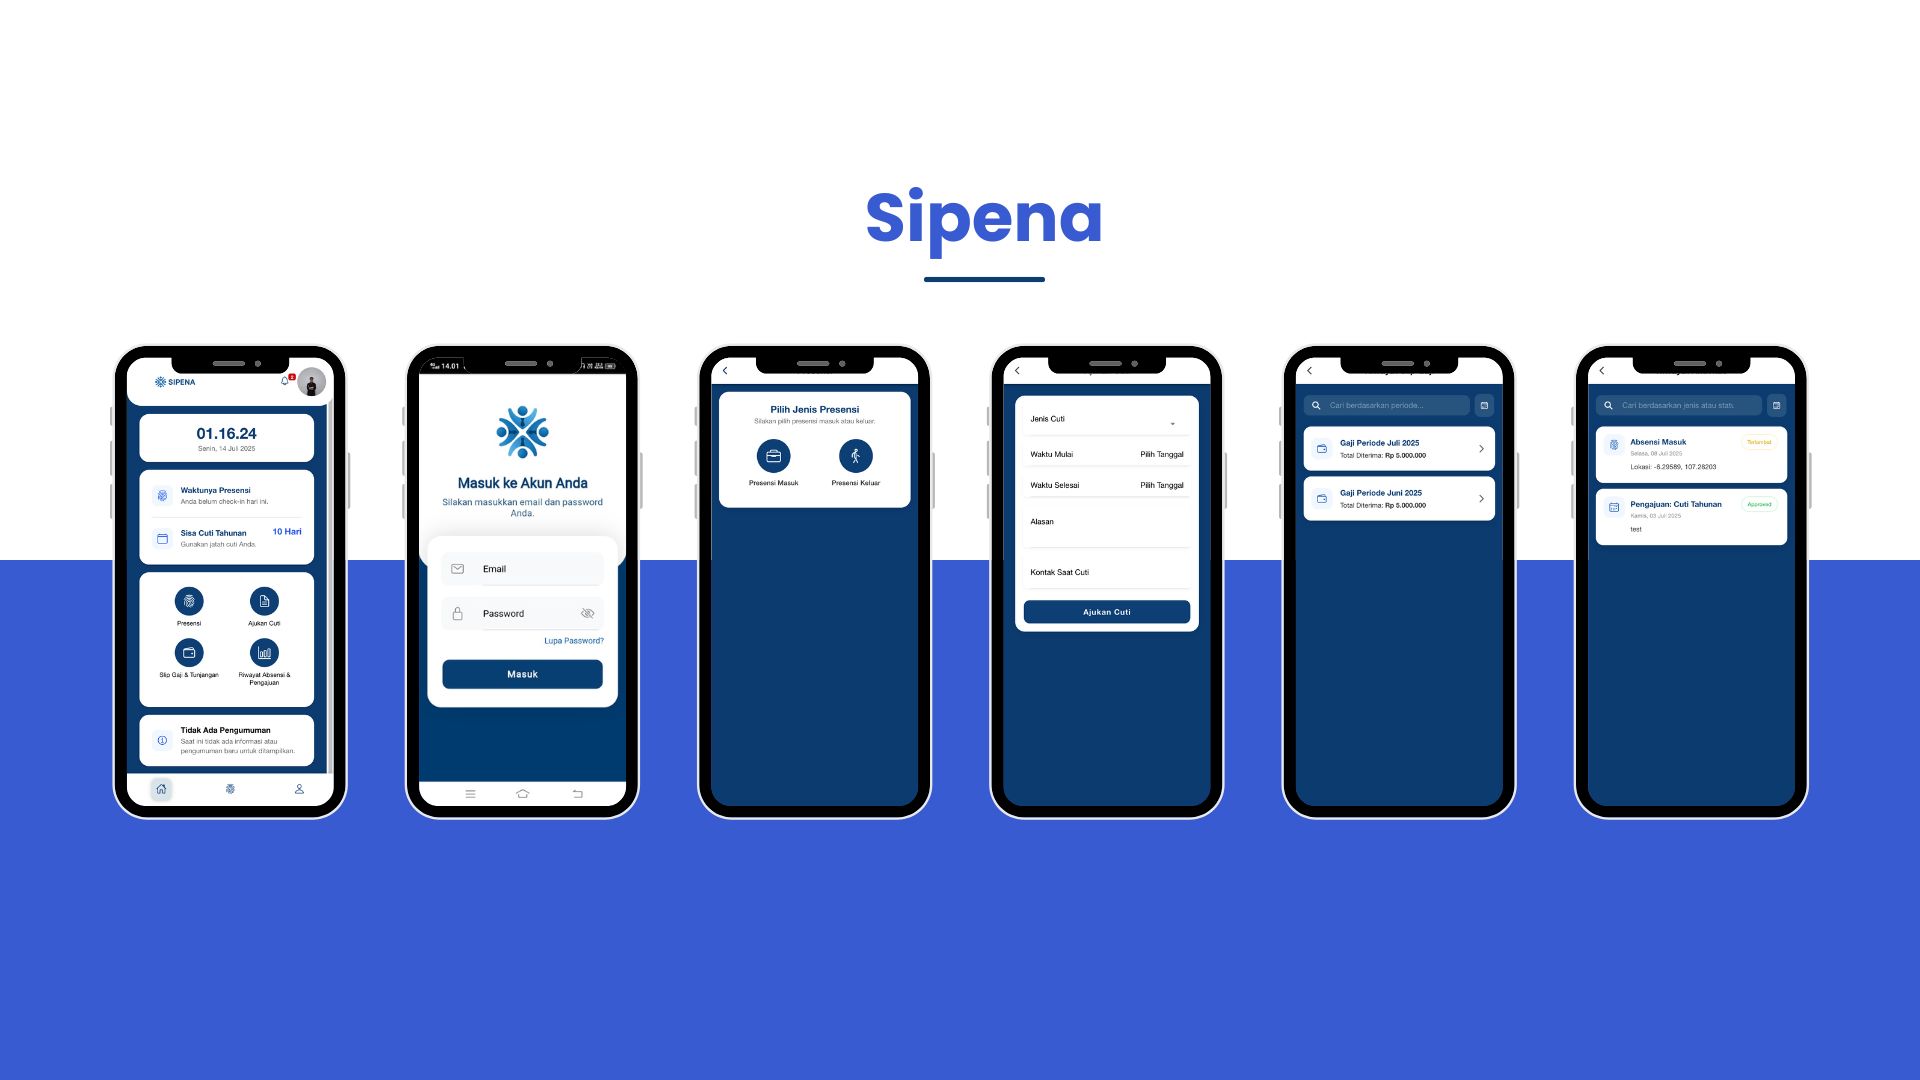 Sipena
SIPENA
01.16.24
Senin, 14 Juli 2025
Waktunya Presensi
Anda belum check-in hari ini.
Sisa Cuti Tahunan
10 Hari
Gunakan jatah cuti Anda.
Presensi
Ajukan Cuti
Slip Gaji & Tunjangan
Riwayat Absensi &
Pengajuan
Tidak Ada Pengumuman
Saat ini tidak ada informasi atau
pengumuman baru untuk ditampilkan.
14.01
Masuk ke Akun Anda
Silakan masukkan email dan password
Anda.
Email
Password
Lupa Password?
Masuk
Pilih Jenis Presensi
Silakan pilih presensi masuk atau keluar.
Presensi Masuk
Presensi Keluar
Jenis Cuti
Waktu Mulai
Pilih Tanggal
Waktu Selesai
Pilih Tanggal
Alasan
Kontak Saat Cuti
Ajukan Cuti
Cari berdasarkan periode...
Gaji Periode Juli 2025
Total Diterima: Rp 5.000.000
Gaji Periode Juni 2025
Total Diterima: Rp 5.000.000
Cari berdasarkan jenis atau statu
Absensi Masuk
Terlambat
Selasa, 08 Juli 2025
Lokasi: -6.29589, 107.28203
Pengajuan: Cuti Tahunan
Approved
Kamis, 03 Juli 2025
test